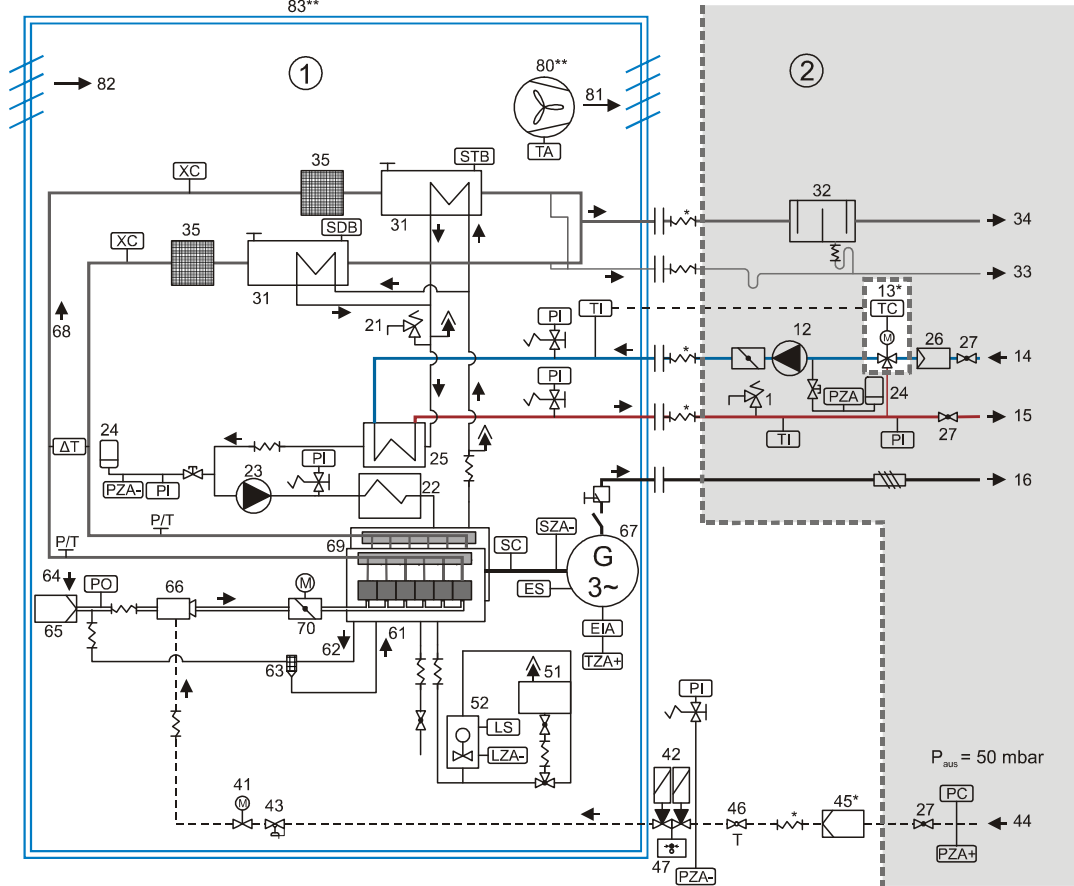 83**
1
2
80**
82
81
TA
XC
35
STB
31
32
34
XC
35
SDB
31
33
13*
TC
TI
M
68
21
PI
12
26
27
14
PI
PZA
24
1
15
24
ΔT
25
TI
PI
27
PZA-
PI
23
PI
22
16
P/T
69
SZA-
67
P/T
SC
G
3~
64
PO
66
M
ES
65
70
61
EIA
62
63
TZA+
51
52
PI
LS
LZA-
42
Paus = 50 mbar
41
43
46
45*
27
PC
M
44
T
47
PZA+
PZA-